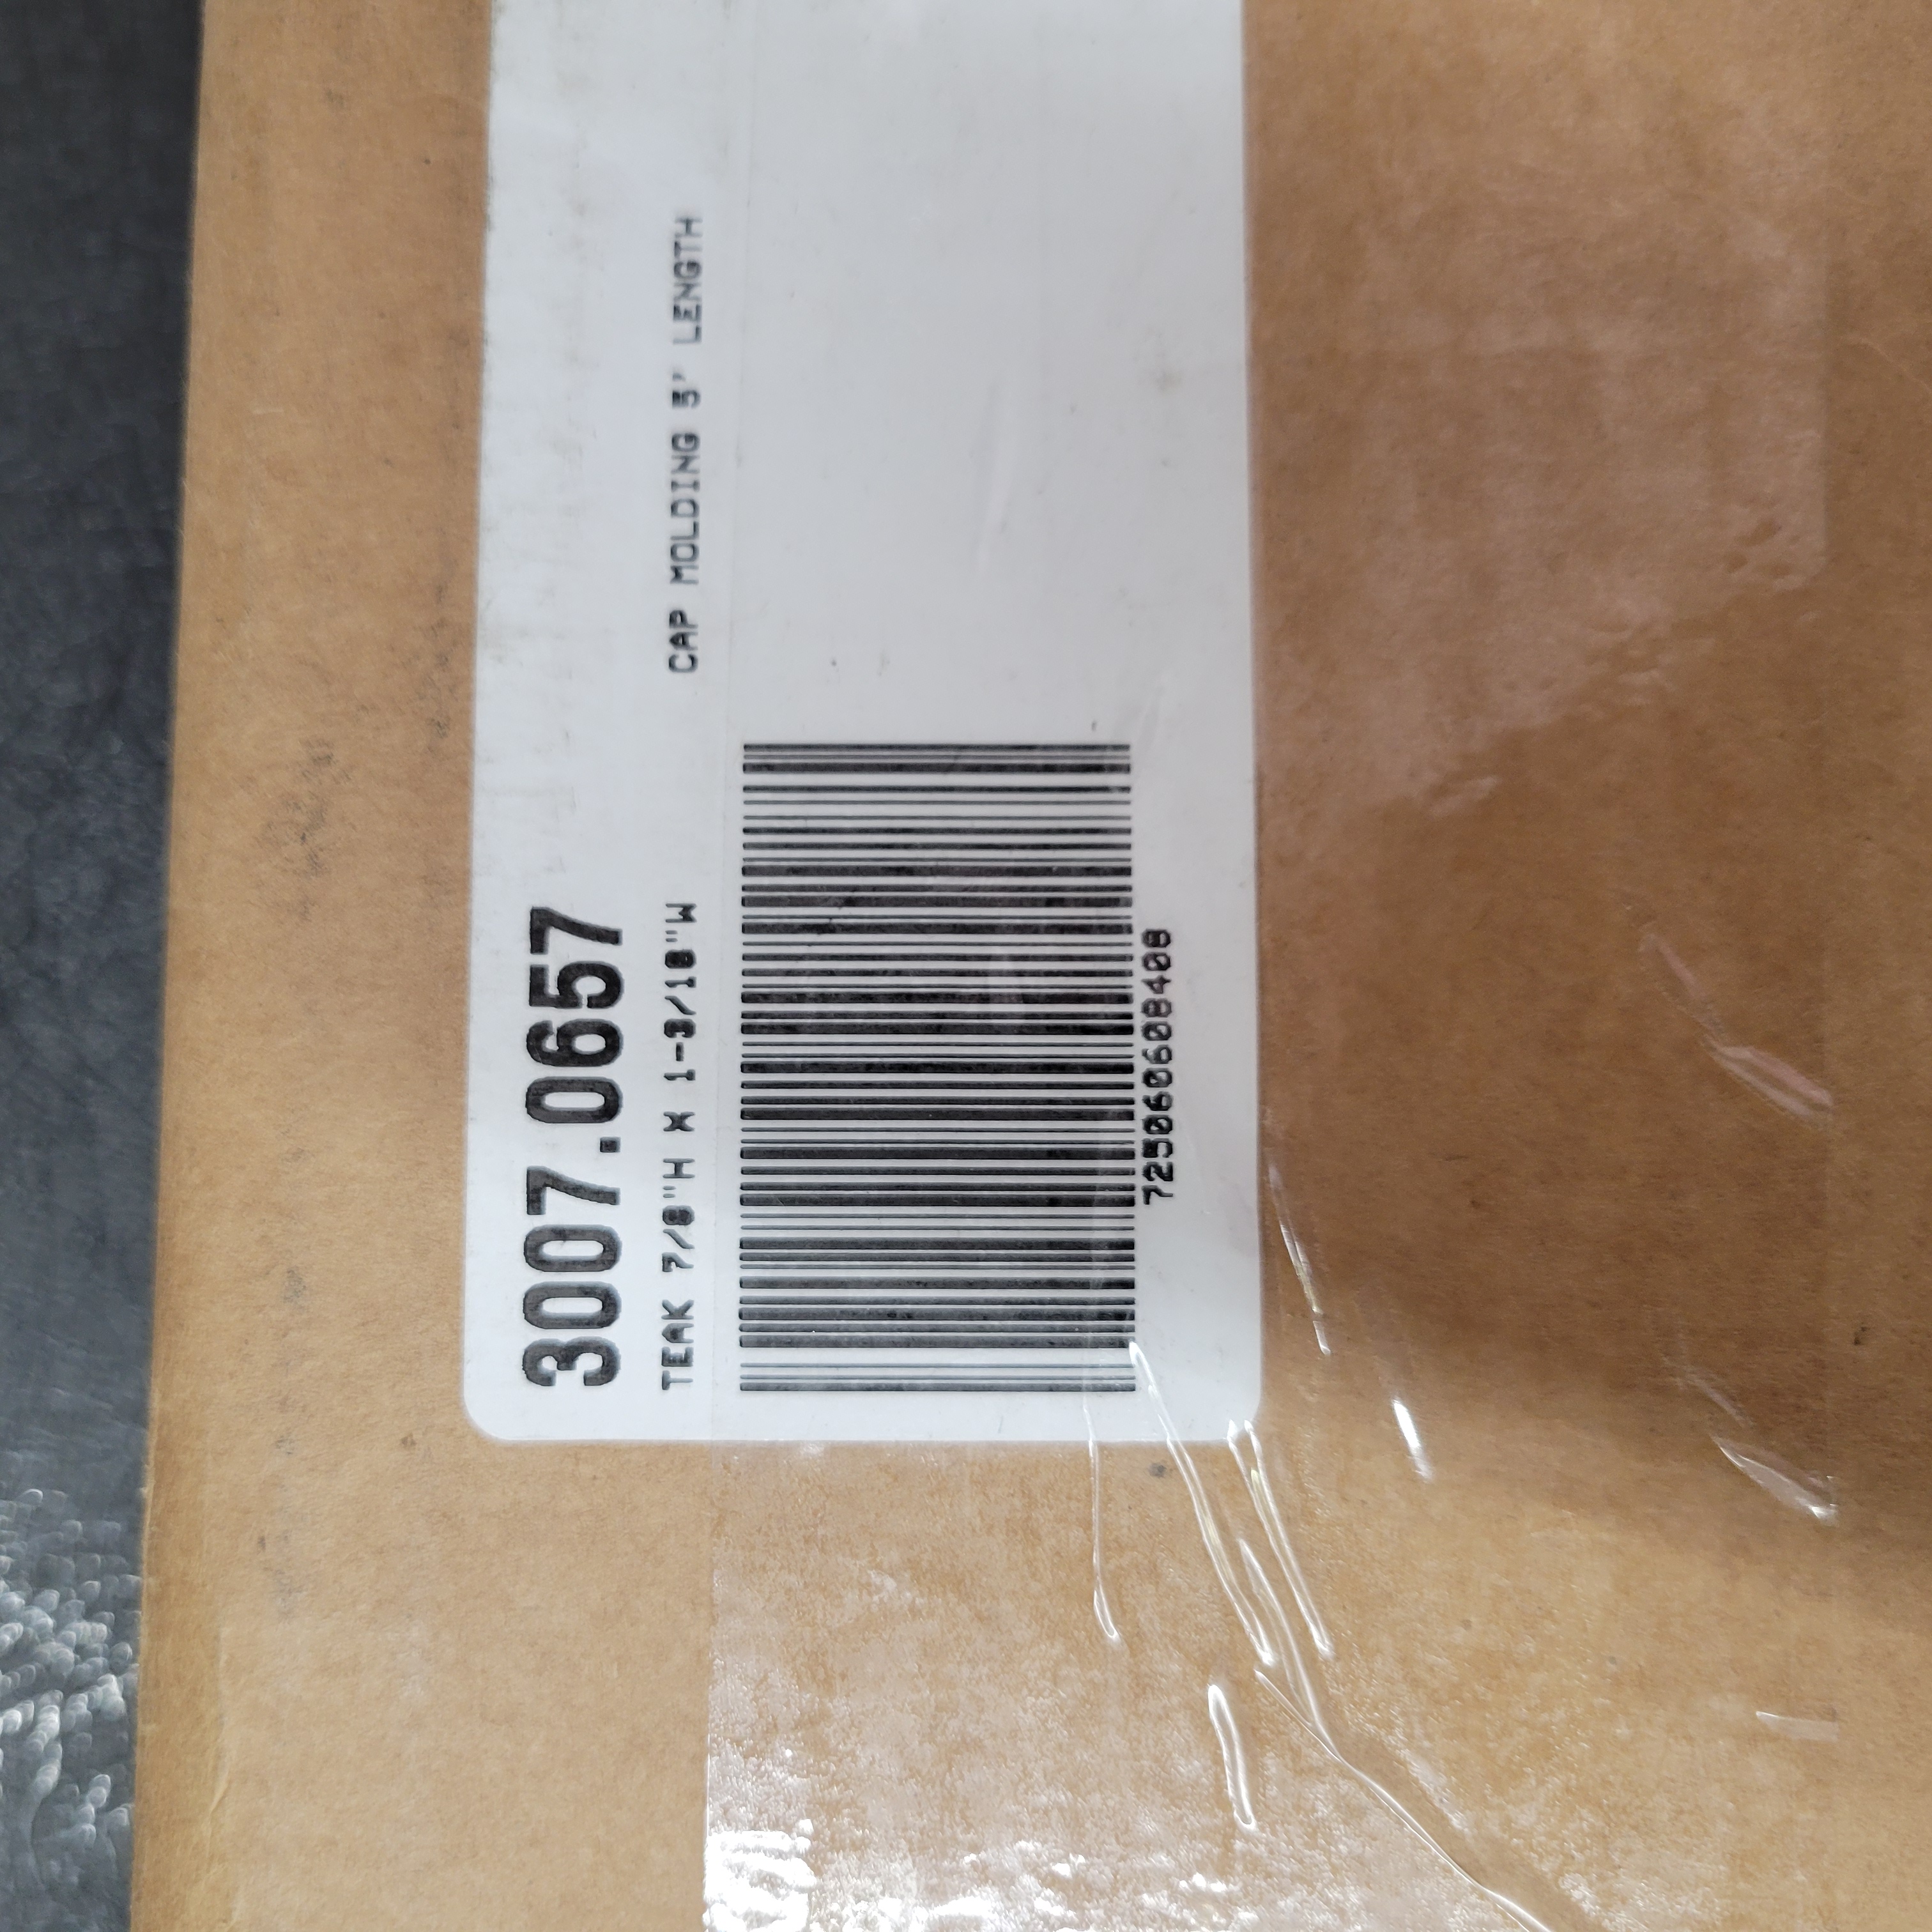 3007.0657
TEAK 7/8"H X 1-3/16"W CAP MOLDING 5' LENGTH
725060608408